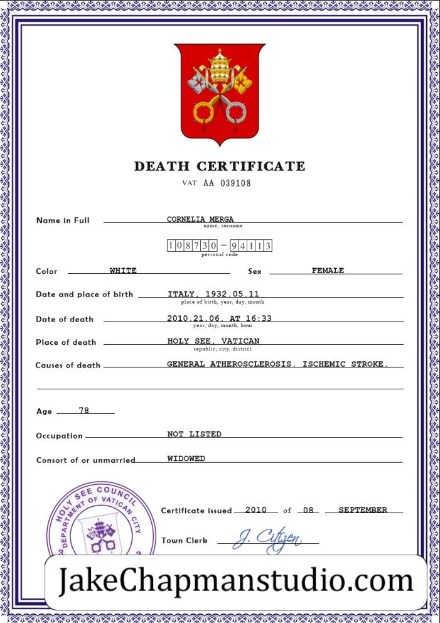 DEATH CERTIFICATE
VAT AA 039108
Name in Full CORNELIA MERGA
name, surname
108730-94113
personal code
Color WHITE Sex FEMALE
Date and place of birth ITALY, 1932.05.11
place of birth, year, day, month
Date of death 2010.21.06. AT 16:33
year, day, month, hour
Place of death HOLY SEE, VATICAN
republic, city, district
Causes of death GENERAL ATHEROSCLEROSIS. ISCHEMIC STROKE.
Age 78
Occupation NOT LISTED
Consort of or unmarried WIDOWED
HOLY SEE COUNCIL
DEPARTMENT OF VATICAN CITY
Certificate issued 2010 of 08 SEPTEMBER
Town Clerk J. Citizen
JakeChapmanstudio.com